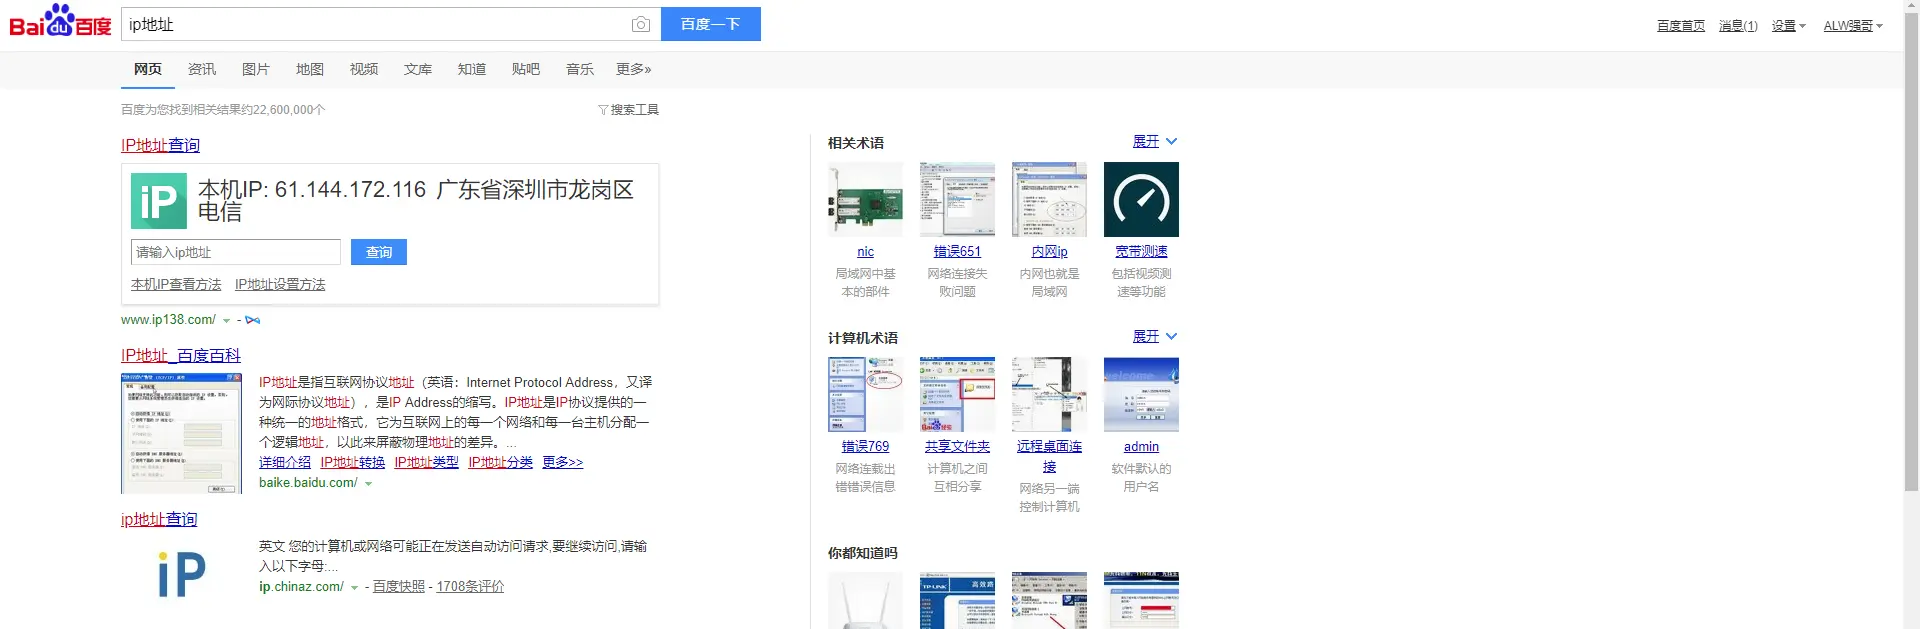 Bai du 百度
ip地址
百度一下
百度首页 消息(1) 设置 ALW强哥
网页 资讯 图片 地图 视频 文库 知道 贴吧 音乐 更多»
百度为您找到相关结果约22,600,000个
搜索工具
IP地址查询
iP
本机IP: 61.144.172.116 广东省深圳市龙岗区
电信
请输入ip地址
查询
本机IP查看方法 IP地址设置方法
www.ip138.com/ -
IP地址_百度百科
IP地址是指互联网协议地址（英语：Internet Protocol Address，又译
为网际协议地址），是IP Address的缩写。IP地址是IP协议提供的一
种统一的地址格式，它为互联网上的每一个网络和每一台主机分配一
个逻辑地址，以此来屏蔽物理地址的差异。...
详细介绍 IP地址转换 IP地址类型 IP地址分类 更多>>
baike.baidu.com/
ip地址查询
iP
英文 您的计算机或网络可能正在发送自动访问请求,要继续访问,请输
入以下字母:...
ip.chinaz.com/ - 百度快照 - 1708条评价
相关术语
展开
nic
局域网中基
本的部件
错误651
网络连接失
败问题
内网ip
内网也就是
局域网
宽带测速
包括视频测
速等功能
计算机术语
展开
welcome
错误769
网络连载出
错错误信息
共享文件夹
计算机之间
互相分享
远程桌面连
接
网络另一端
控制计算机
admin
软件默认的
用户名
你都知道吗
TP-LINK 高效路